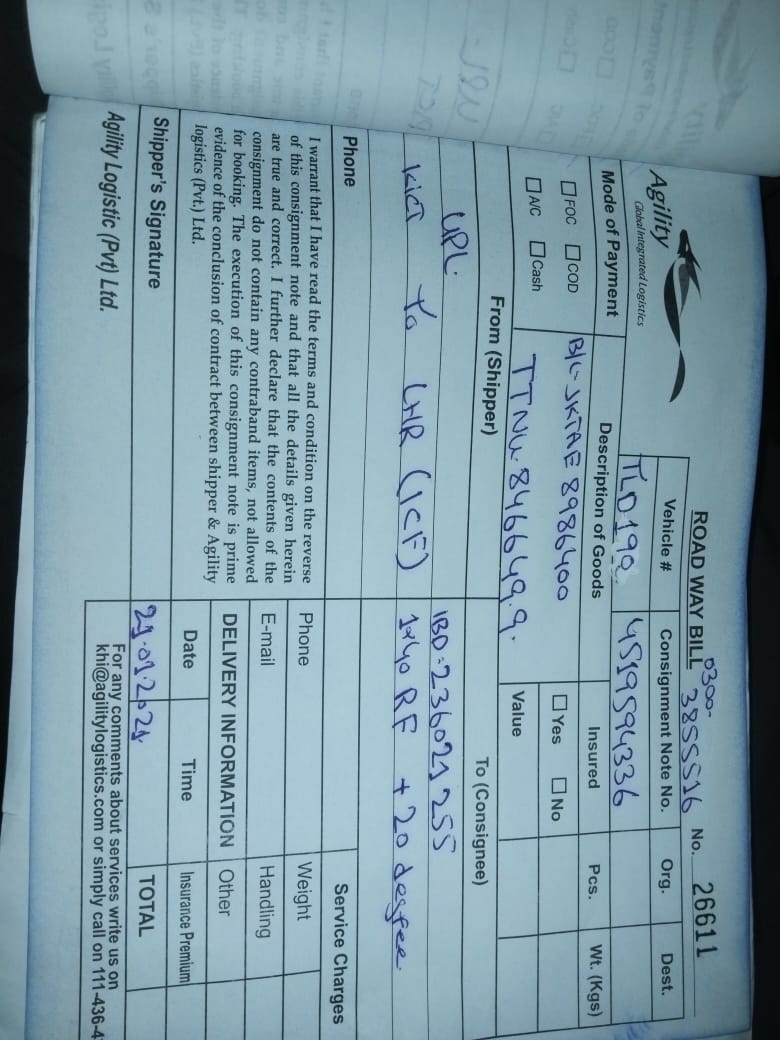 0300-
ROAD WAY BILL 3855516 No. 26611
Agility
Global Integrated Logistics
Vehicle # Consignment Note No. Org. Dest.
TLD190 4519594336
Mode of Payment Description of Goods Insured Pcs. Wt. (Kgs)
FOC COD B/L-JKTAE 8986400 Yes No
A/C Cash TTNU.846649.9. Value
From (Shipper) To (Consignee)
UPL. IBD:236021255
KICT To LHR (ICF) 1x40 RF +20 degree.
Phone Service Charges
I warrant that I have read the terms and condition on the reverse
of this consignment note and that all the details given herein
are true and correct. I further declare that the contents of the
consignment do not contain any contraband items, not allowed
for booking. The execution of this consignment note is prime
evidence of the conclusion of contract between shipper & Agility
logistics (Pvt.) Ltd.
Phone Weight
E-mail Handling
DELIVERY INFORMATION Other
Date Time Insurance Premium
Shipper's Signature 21.01.2021 TOTAL
Agility Logistic (Pvt) Ltd.
For any comments about services write us on
khi@agilitylogistics.com or simply call on 111-436-4